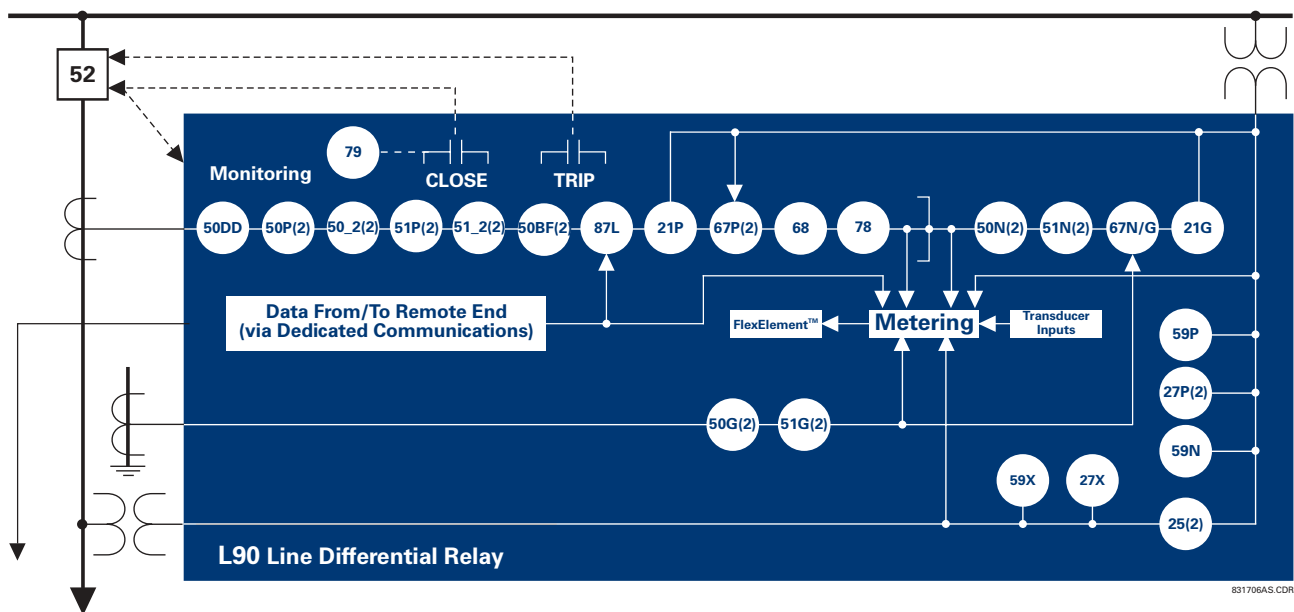 52
79
Monitoring
CLOSE
TRIP
50DD
50P(2)
50_2(2)
51P(2)
51_2(2)
50BF(2)
87L
21P
67P(2)
68
78
50N(2)
51N(2)
67N/G
21G
Data From/To Remote End
(via Dedicated Communications)
FlexElement™
Metering
Transducer
Inputs
59P
27P(2)
50G(2)
51G(2)
59N
59X
27X
25(2)
L90 Line Differential Relay
831706AS.CDR